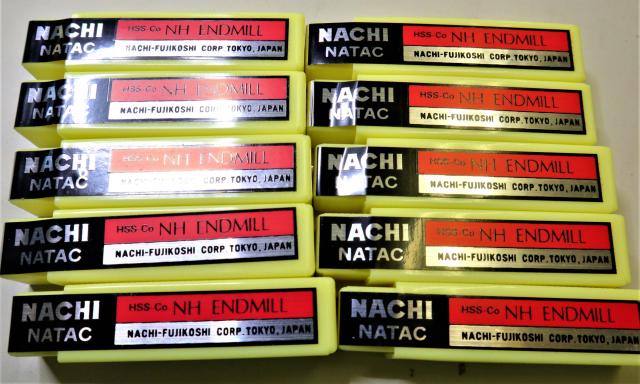 NACHI
NATAC
HSS-Co NH ENDMILL
NACHI-FUJIKOSHI CORP. TOKYO, JAPAN
NACHI
NATAC
HSS-Co NH ENDMILL
NACHI-FUJIKOSHI CORP. TOKYO, JAPAN
NACHI
NATAC
HSS-Co NH ENDMILL
NACHI-FUJIKOSHI CORP. TOKYO, JAPAN
NACHI
NATAC
HSS-Co NH ENDMILL
NACHI-FUJIKOSHI CORP. TOKYO, JAPAN
NACHI
NATAC
HSS-Co NH ENDMILL
NACHI-FUJIKOSHI CORP. TOKYO, JAPAN
NACHI
NATAC
HSS-Co NH ENDMILL
NACHI-FUJIKOSHI CORP. TOKYO, JAPAN
NACHI
NATAC
HSS-Co NH ENDMILL
NACHI-FUJIKOSHI CORP TOKYO, JAPAN
NACHI
NATAC
HSS-Co NH ENDMILL
NACHI-FUJIKOSHI CORP. TOKYO, JAPAN
NACHI
NATAC
HSS-Co NH ENDMILL
NACHI-FUJIKOSHI CORP. TOKYO, JAPAN
NACHI
NATAC
HSS-Co NH ENDMILL
NACHI-FUJIKOSHI CORP. TOKYO, JAPAN